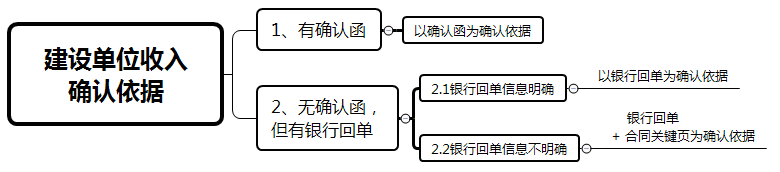 建设单位收入
确认依据
1、有确认函
以确认函为确认依据
2、无确认函，
但有银行回单
2.1银行回单信息明确
以银行回单为确认依据
2.2银行回单信息不明确
银行回单
+ 合同关键页为确认依据